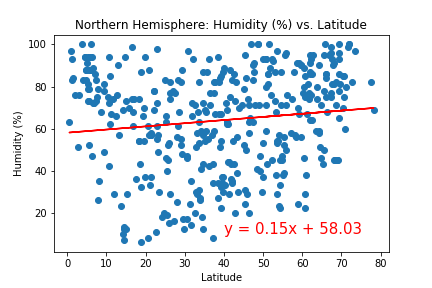 Northern Hemisphere: Humidity (%) vs. Latitude
100
80
60
40
20
Humidity (%)
y = 0.15x + 58.03
0 10 20 30 40 50 60 70 80
Latitude